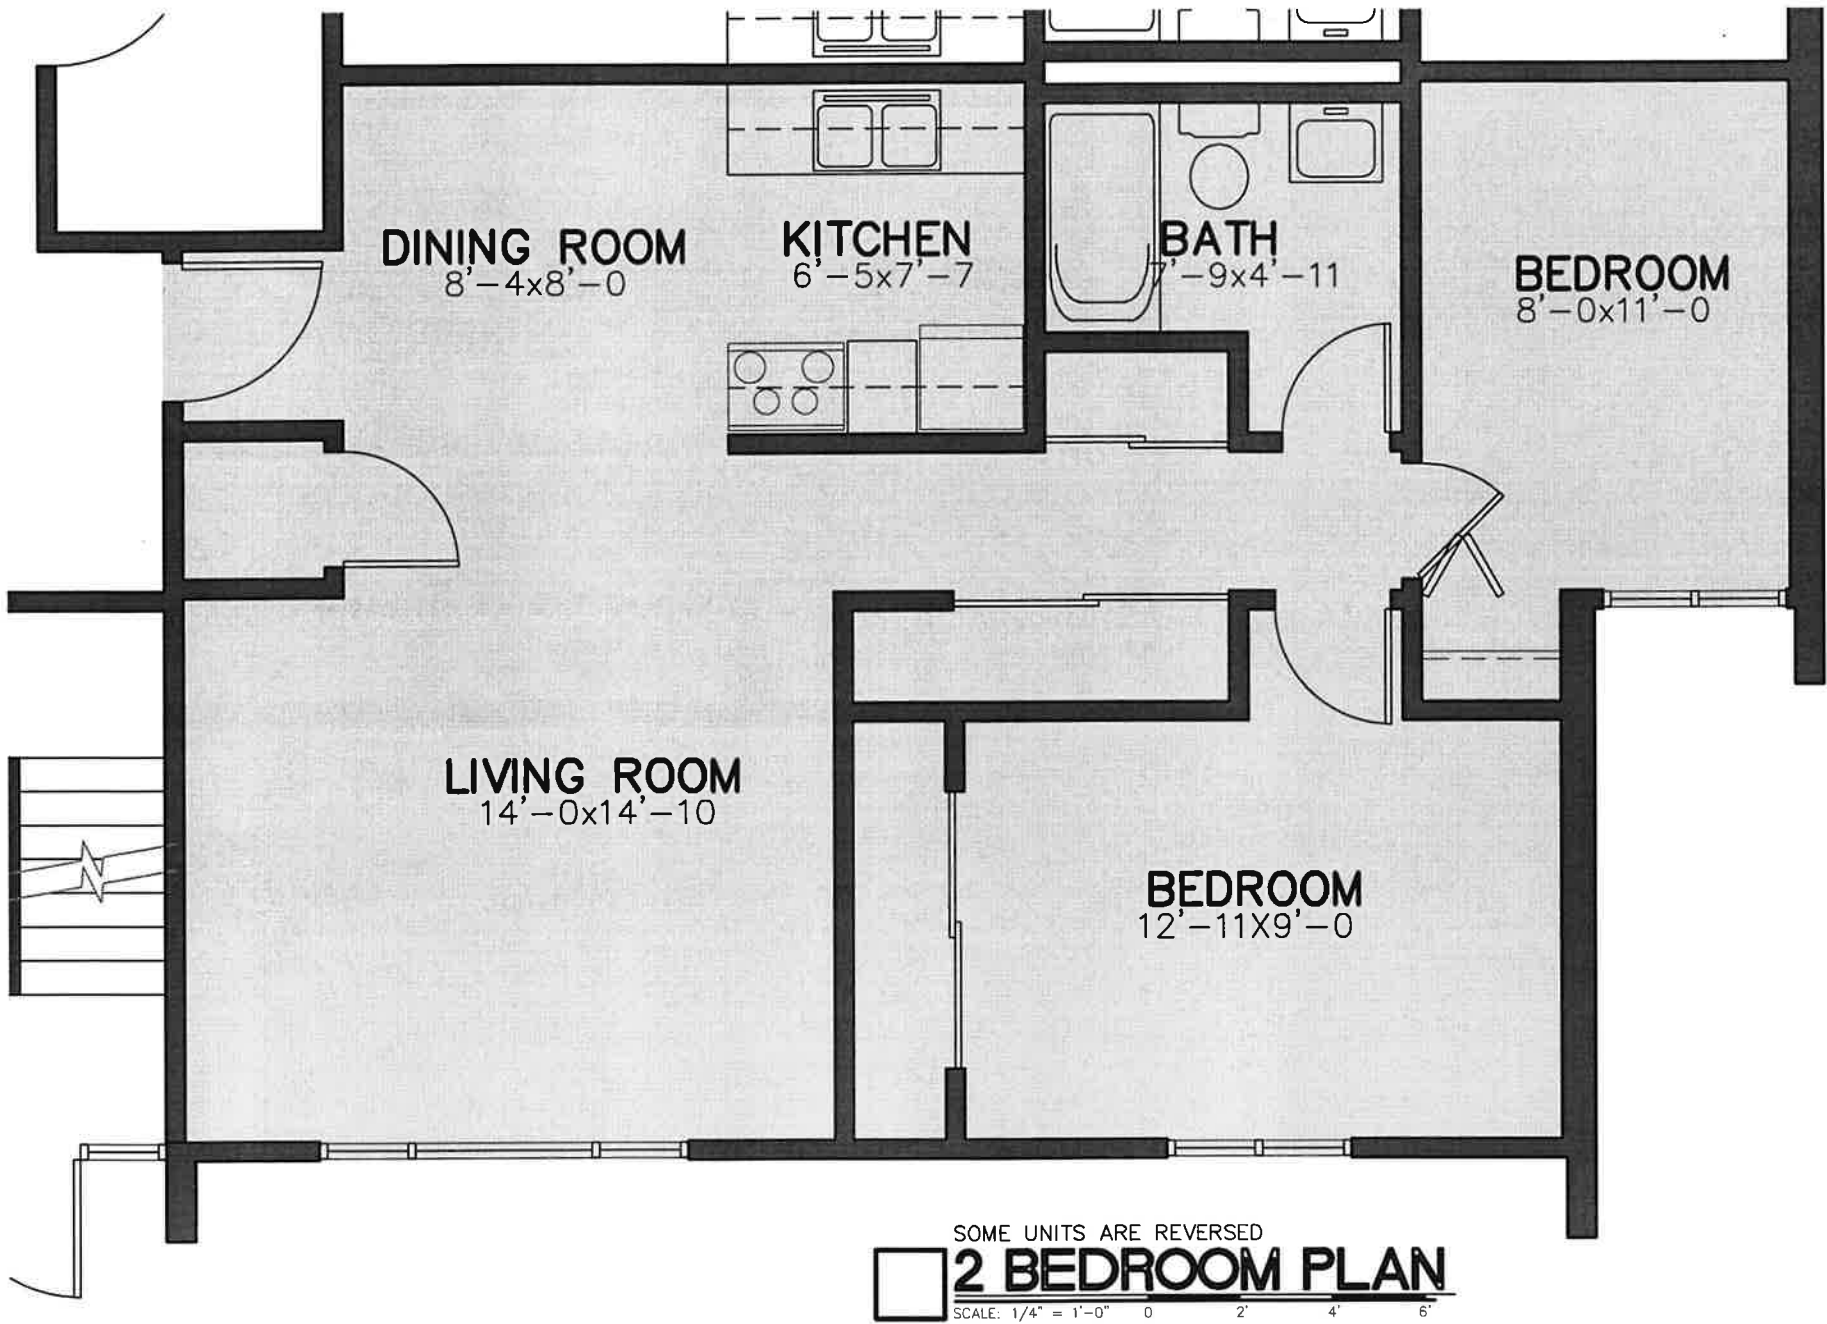 DINING ROOM
8'-4x8'-0
KITCHEN
6'-5x7'-7
BATH
7'-9x4'-11
BEDROOM
8'-0x11'-0
LIVING ROOM
14'-0x14'-10
BEDROOM
12'-11X9'-0
SOME UNITS ARE REVERSED
2 BEDROOM PLAN
SCALE: 1/4" = 1'-0" 0 2' 4' 6'